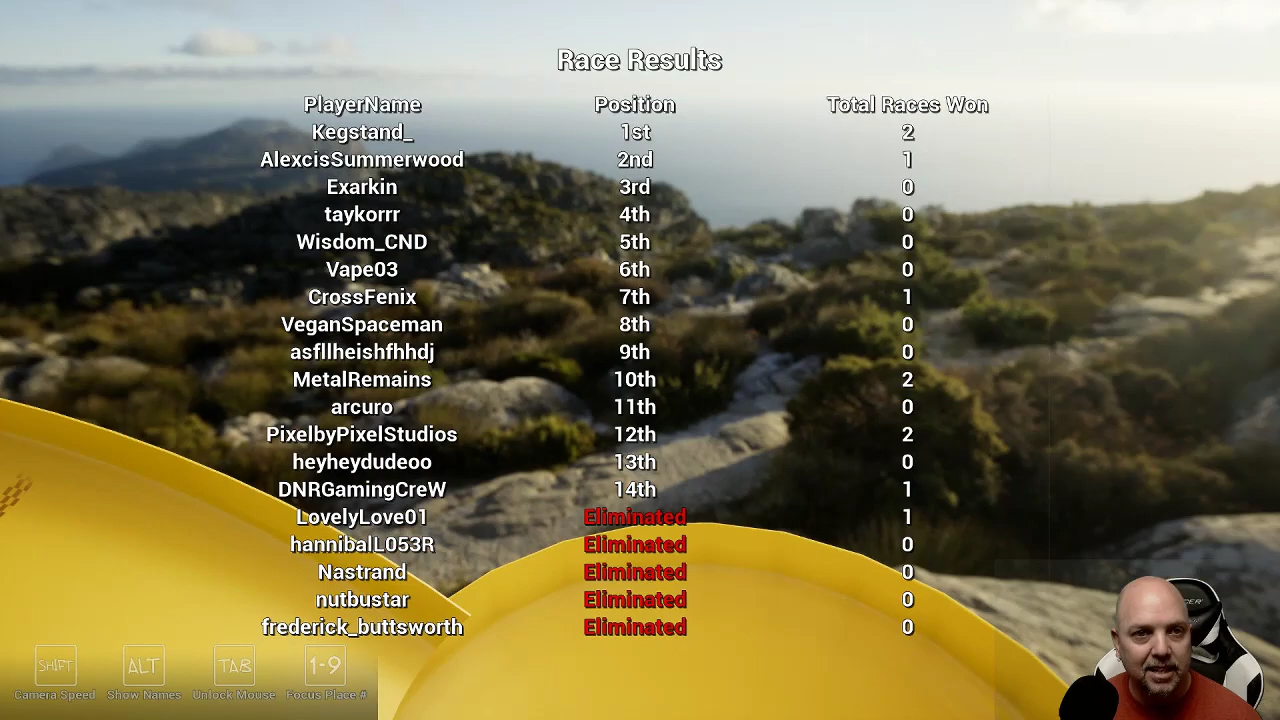 Race Results
PlayerName Position Total Races Won
Kegstand_ 1st 2
AlexcisSummerwood 2nd 1
Exarkin 3rd 0
taykorrr 4th 0
Wisdom_CND 5th 0
Vape03 6th 0
CrossFenix 7th 1
VeganSpaceman 8th 0
asfllheishfhhdj 9th 0
MetalRemains 10th 2
arcuro 11th 0
PixelbyPixelStudios 12th 2
heyheydudeoo 13th 0
DNRGamingCreW 14th 1
LovelyLove01 Eliminated 1
hannibalL053R Eliminated 0
Nastrand Eliminated 0
nutbustar Eliminated 0
frederick_buttsworth Eliminated 0
SHIFT ALT TAB 1-9
Camera Speed Show Names Unlock Mouse Focus Place #